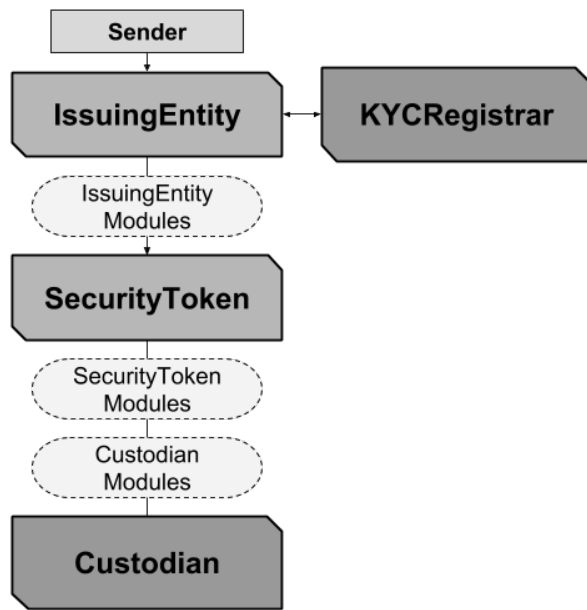 Sender
IssuingEntity
KYCRegistrar
IssuingEntity
Modules
SecurityToken
SecurityToken
Modules
Custodian
Modules
Custodian